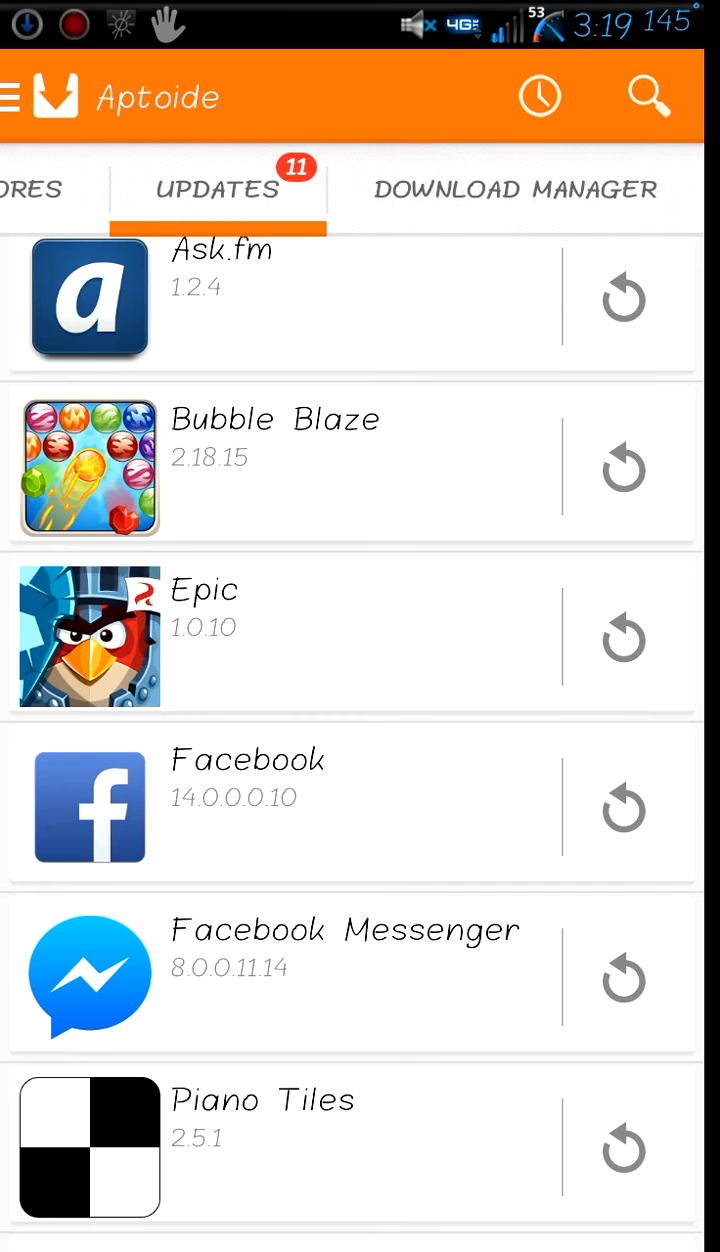 4G 53 3:19 145°
Aptoide
ORES UPDATES 11 DOWNLOAD MANAGER
Ask.fm
1.2.4
Bubble Blaze
2.18.15
Epic
1.0.10
Facebook
14.0.0.0.10
Facebook Messenger
8.0.0.11.14
Piano Tiles
2.5.1